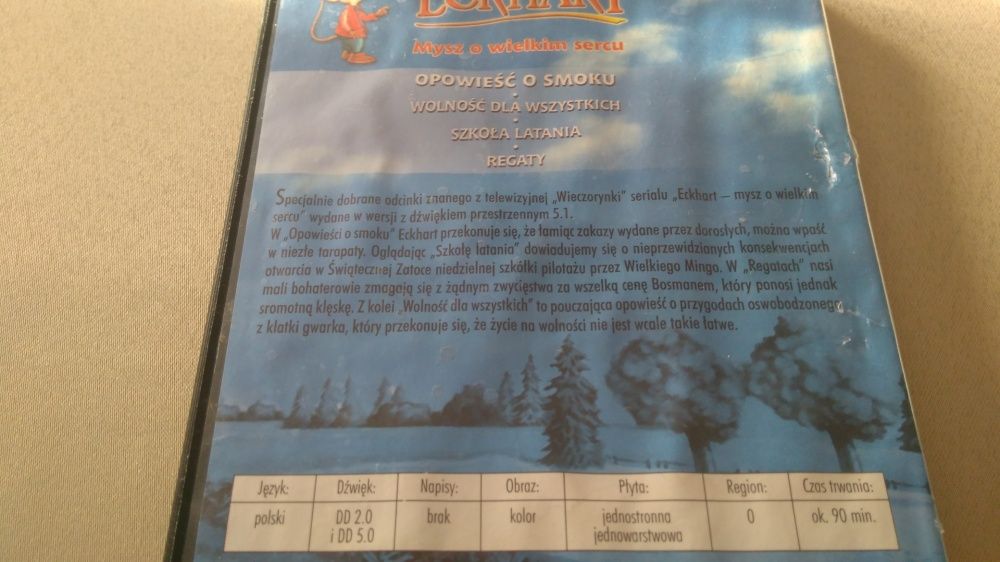 ECKHART
Mysz o wielkim sercu
OPOWIEŚĆ O SMOKU
•
WOLNOŚĆ DLA WSZYSTKICH
•
SZKOŁA LATANIA
•
REGATY
Specjalnie dobrane odcinki znanego z telewizyjnej „Wieczorynki" serialu „Eckhart – mysz o wielkim
sercu" wydane w wersji z dźwiękiem przestrzennym 5.1.
W „Opowieści o smoku" Eckhart przekonuje się, że łamiąc zakazy wydane przez dorosłych, można wpaść
w niezłe tarapaty. Oglądając „Szkołę latania" dowiadujemy się o nieprzewidzianych konsekwencjach
otwarcia w Świątecznej Zatoce niedzielnej szkółki pilotażu przez Wielkiego Mingo. W „Regatach" nasi
mali bohaterowie zmagają się z żądnym zwycięstwa za wszelką cenę Bosmanem, który ponosi jednak
sromotną klęskę. Z kolei „Wolność dla wszystkich" to pouczająca opowieść o przygodach oswobodzonego
z klatki gwarka, który przekonuje się, że życie na wolności nie jest wcale takie łatwe.
Język: Dźwięk: Napisy: Obraz: Płyta: Region: Czas trwania:
polski DD 2.0 brak kolor jednostronna 0 ok. 90 min.
i DD 5.0 jednowarstwowa